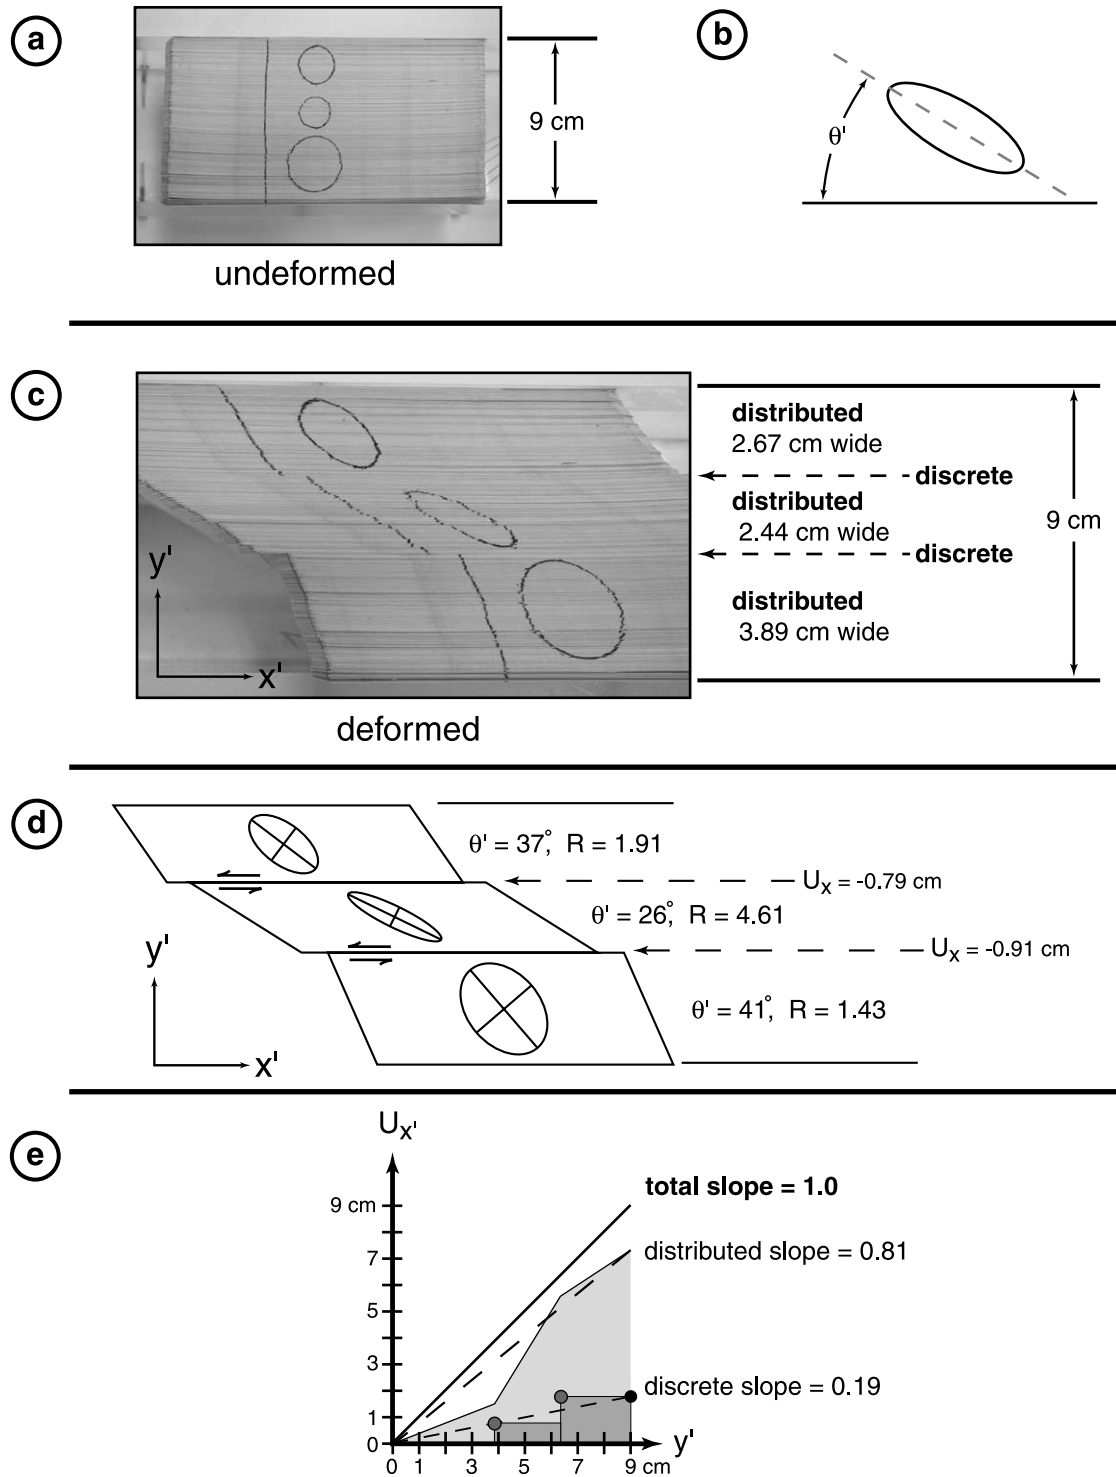 a
9 cm
undeformed
b
θ'
c
y'
x'
distributed
2.67 cm wide
discrete
distributed
2.44 cm wide
discrete
distributed
3.89 cm wide
9 cm
deformed
d
θ' = 37°, R = 1.91
Ux = -0.79 cm
θ' = 26°, R = 4.61
Ux = -0.91 cm
θ' = 41°, R = 1.43
y'
x'
e
Ux'
9 cm
7
5
3
1
0
total slope = 1.0
distributed slope = 0.81
discrete slope = 0.19
y'
0 1 3 5 7 9 cm